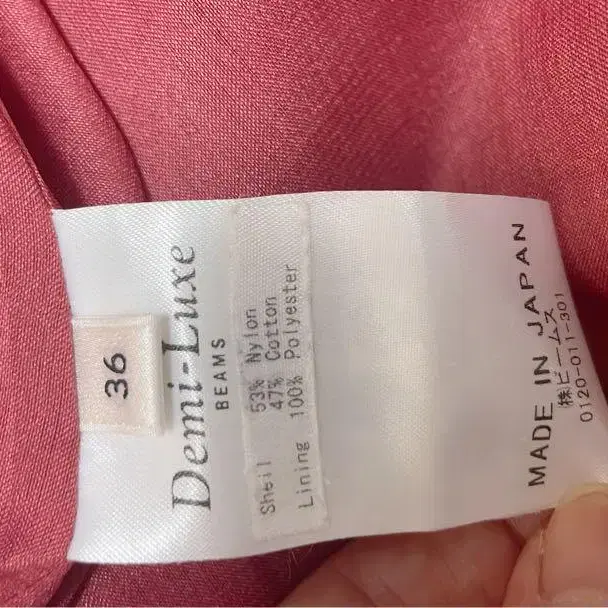 36
Demi-Luxe
BEAMS
Shell 53% Nylon
47% Cotton
Lining 100% Polyester
MADE IN JAPAN
㈱ビームス
0120-011-301